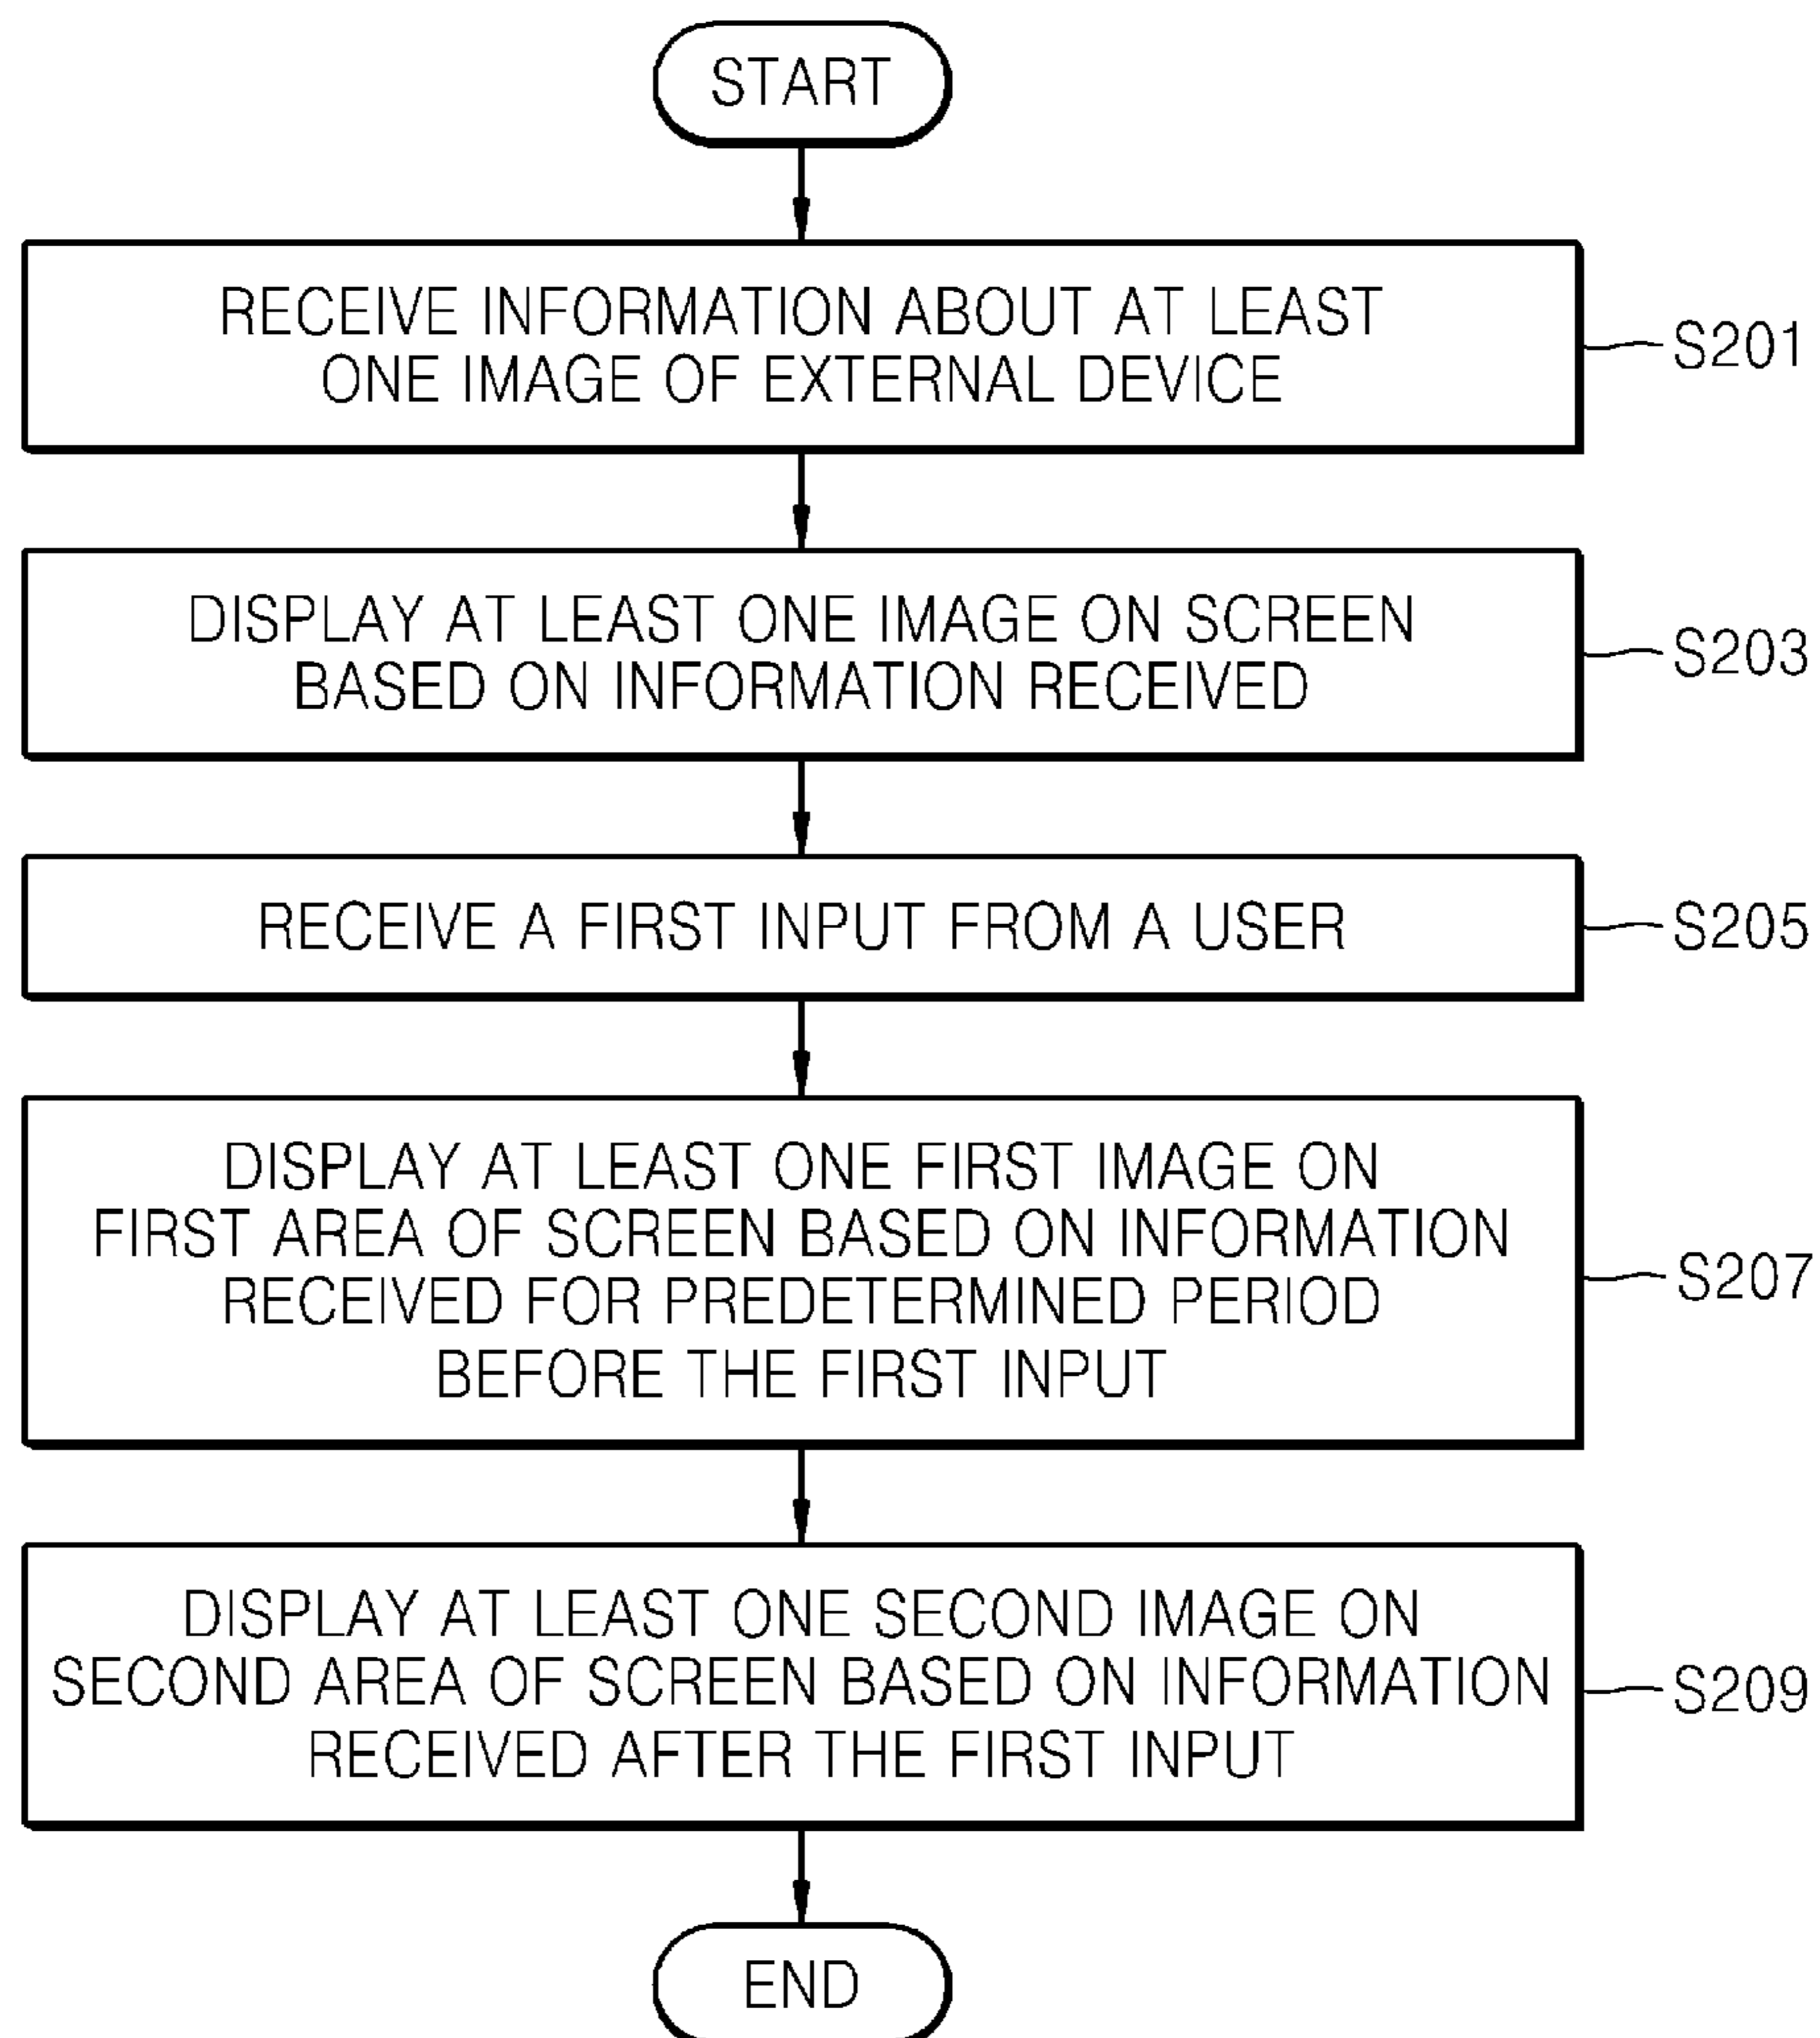 START
RECEIVE INFORMATION ABOUT AT LEAST
ONE IMAGE OF EXTERNAL DEVICE
S201
DISPLAY AT LEAST ONE IMAGE ON SCREEN
BASED ON INFORMATION RECEIVED
S203
RECEIVE A FIRST INPUT FROM A USER
S205
DISPLAY AT LEAST ONE FIRST IMAGE ON
FIRST AREA OF SCREEN BASED ON INFORMATION
RECEIVED FOR PREDETERMINED PERIOD
BEFORE THE FIRST INPUT
S207
DISPLAY AT LEAST ONE SECOND IMAGE ON
SECOND AREA OF SCREEN BASED ON INFORMATION
RECEIVED AFTER THE FIRST INPUT
S209
END